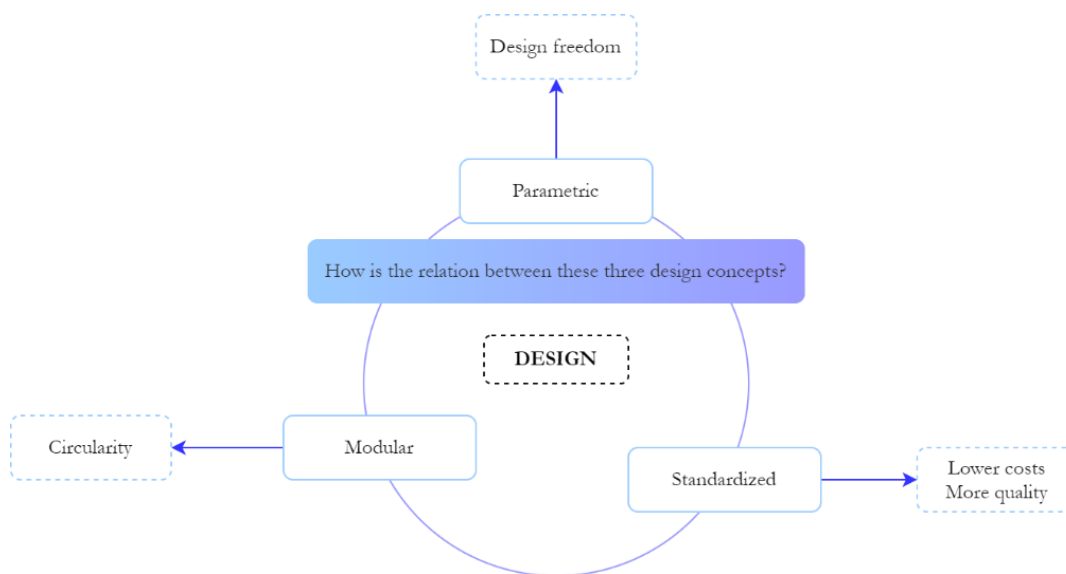 Design freedom
Parametric
How is the relation between these three design concepts?
DESIGN
Circularity
Modular
Standardized
Lower costs
More quality